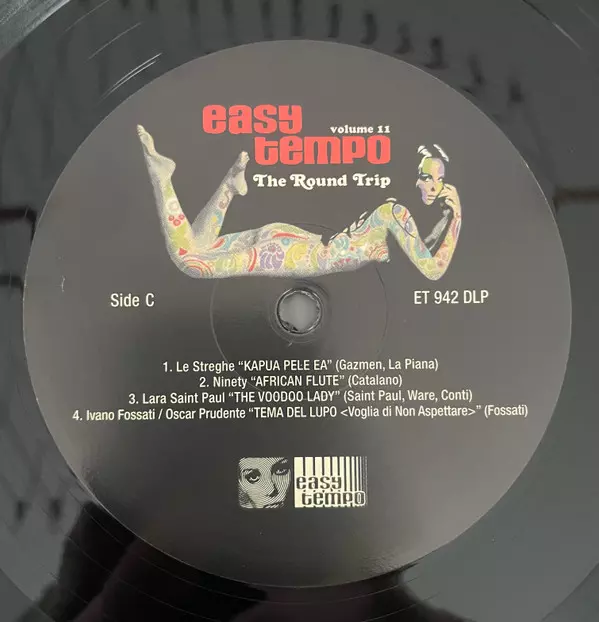 easy
volume 11
tempo
The Round Trip
Side C
ET 942 DLP
1. Le Streghe “KAPUA PELE EA” (Gazmen, La Piana)
2. Ninety “AFRICAN FLUTE” (Catalano)
3. Lara Saint Paul “THE VOODOO LADY” (Saint Paul, Ware, Conti)
4. Ivano Fossati / Oscar Prudente “TEMA DEL LUPO <Voglia di Non Aspettare>” (Fossati)
easy
tempo